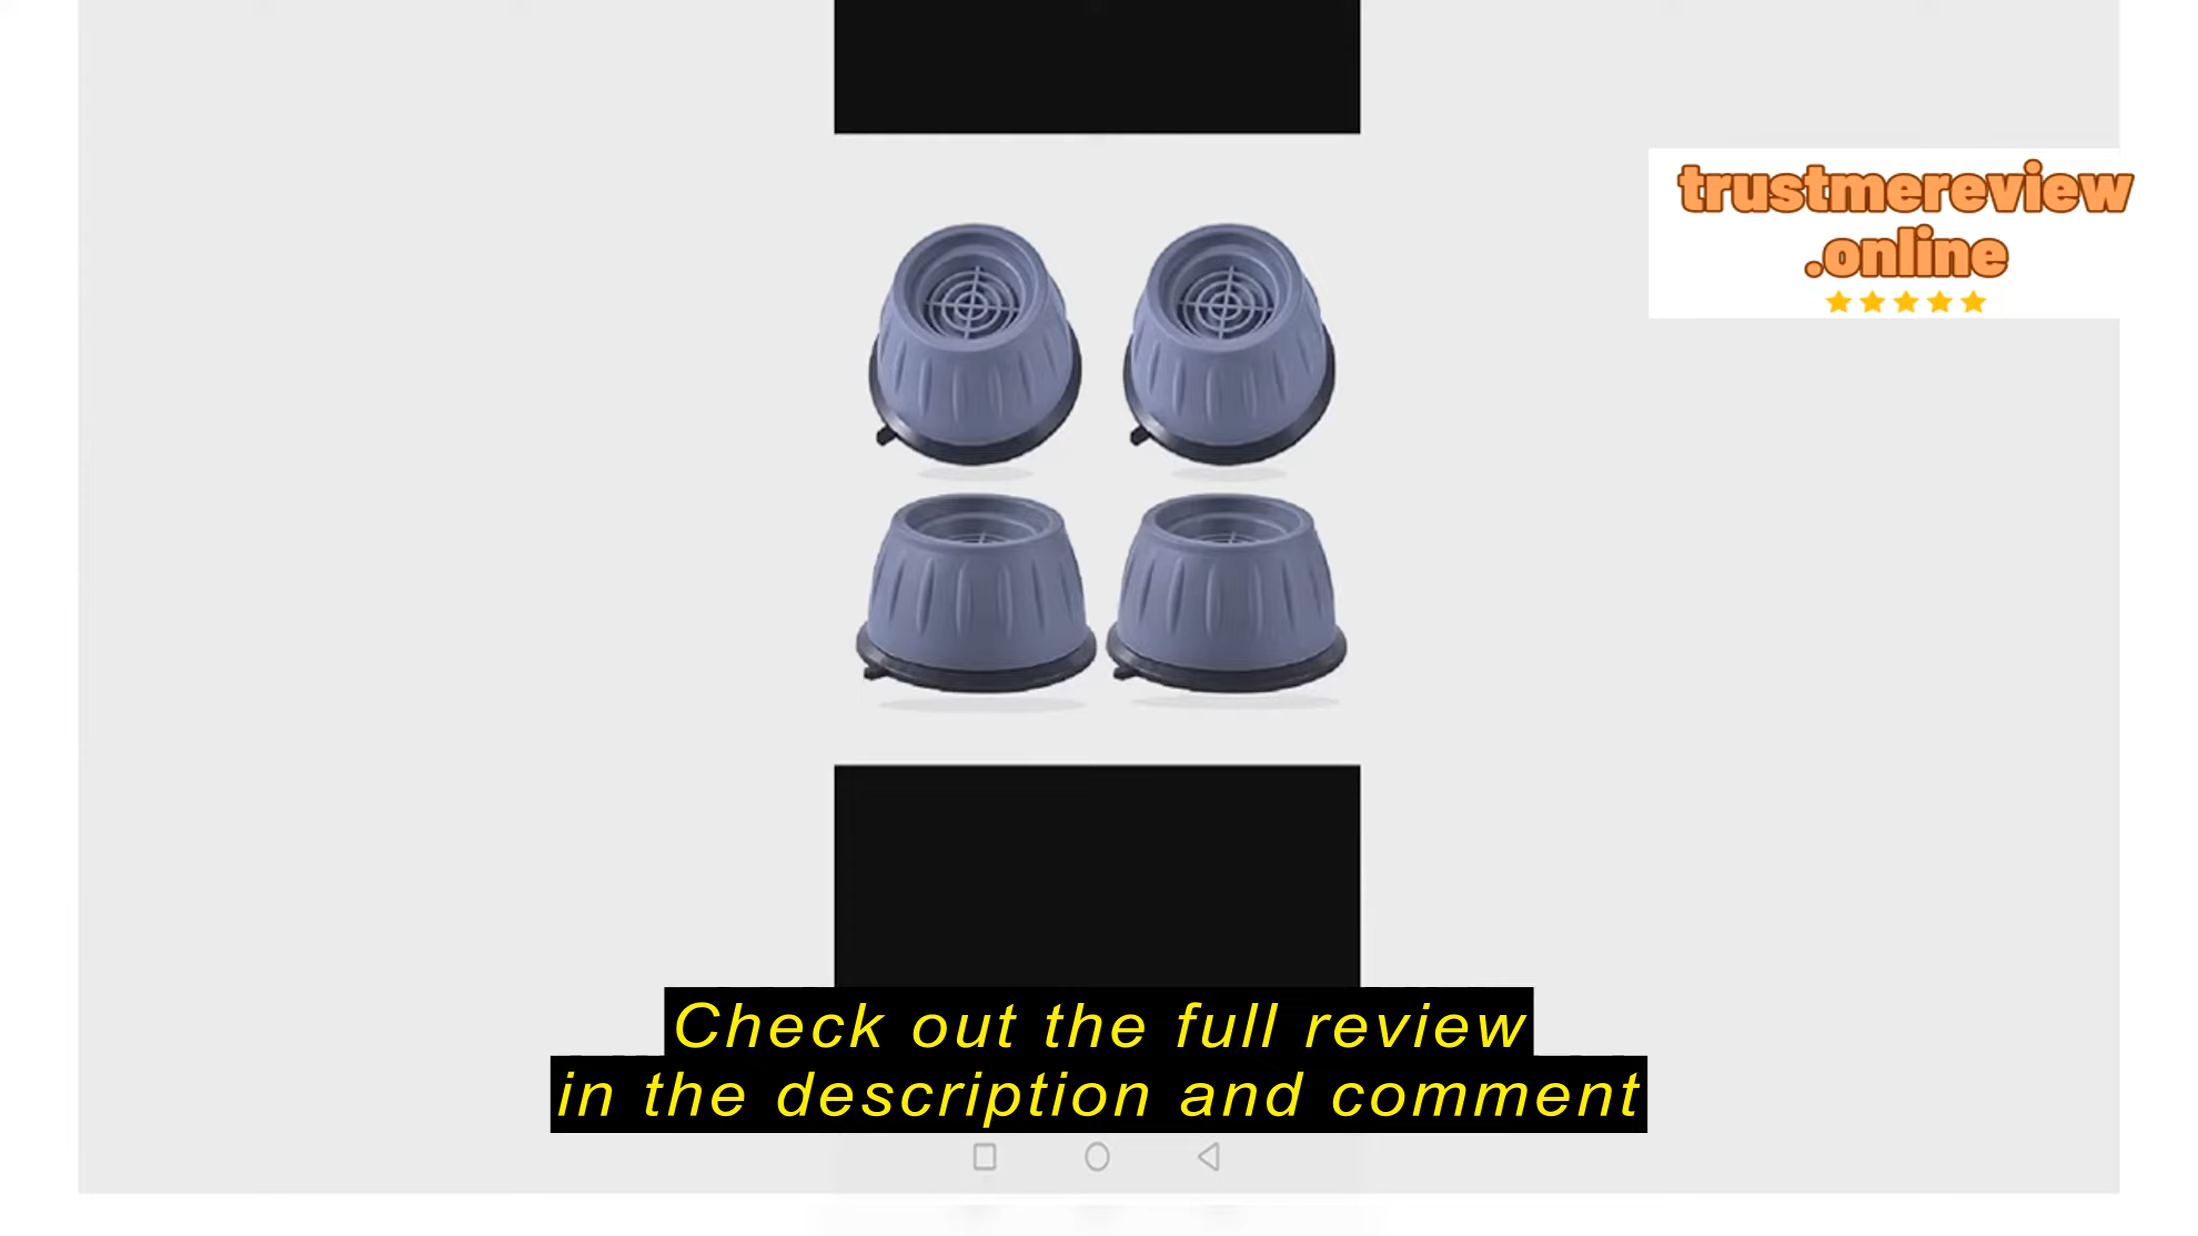 trustmereview
.online
Check out the full review
in the description and comment